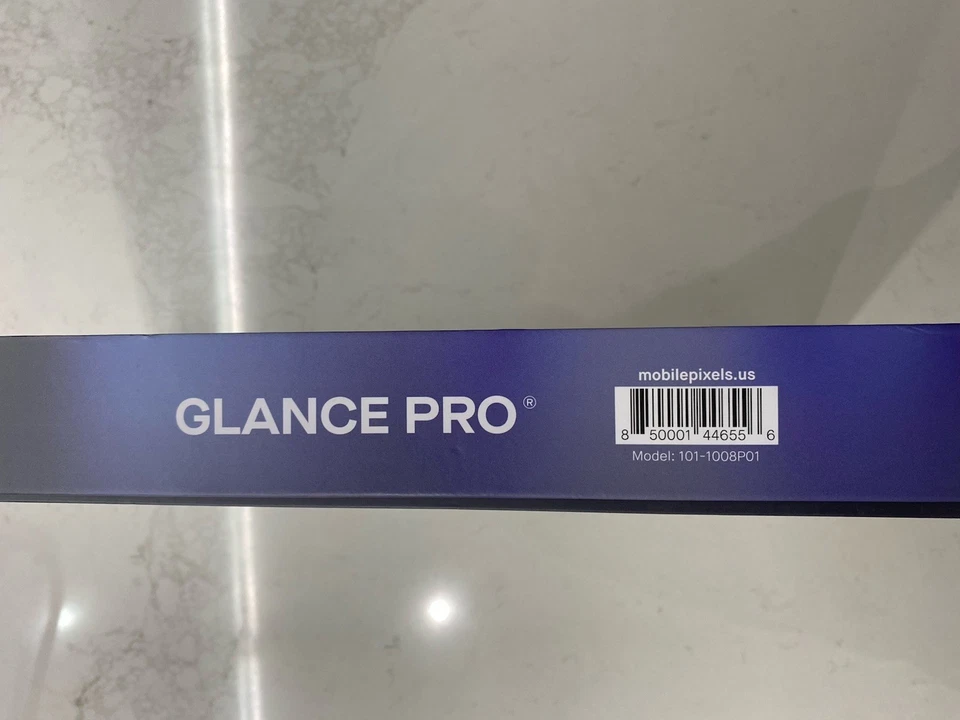 GLANCE PRO®
mobilepixels.us
8 50001 44655 6
Model: 101-1008P01